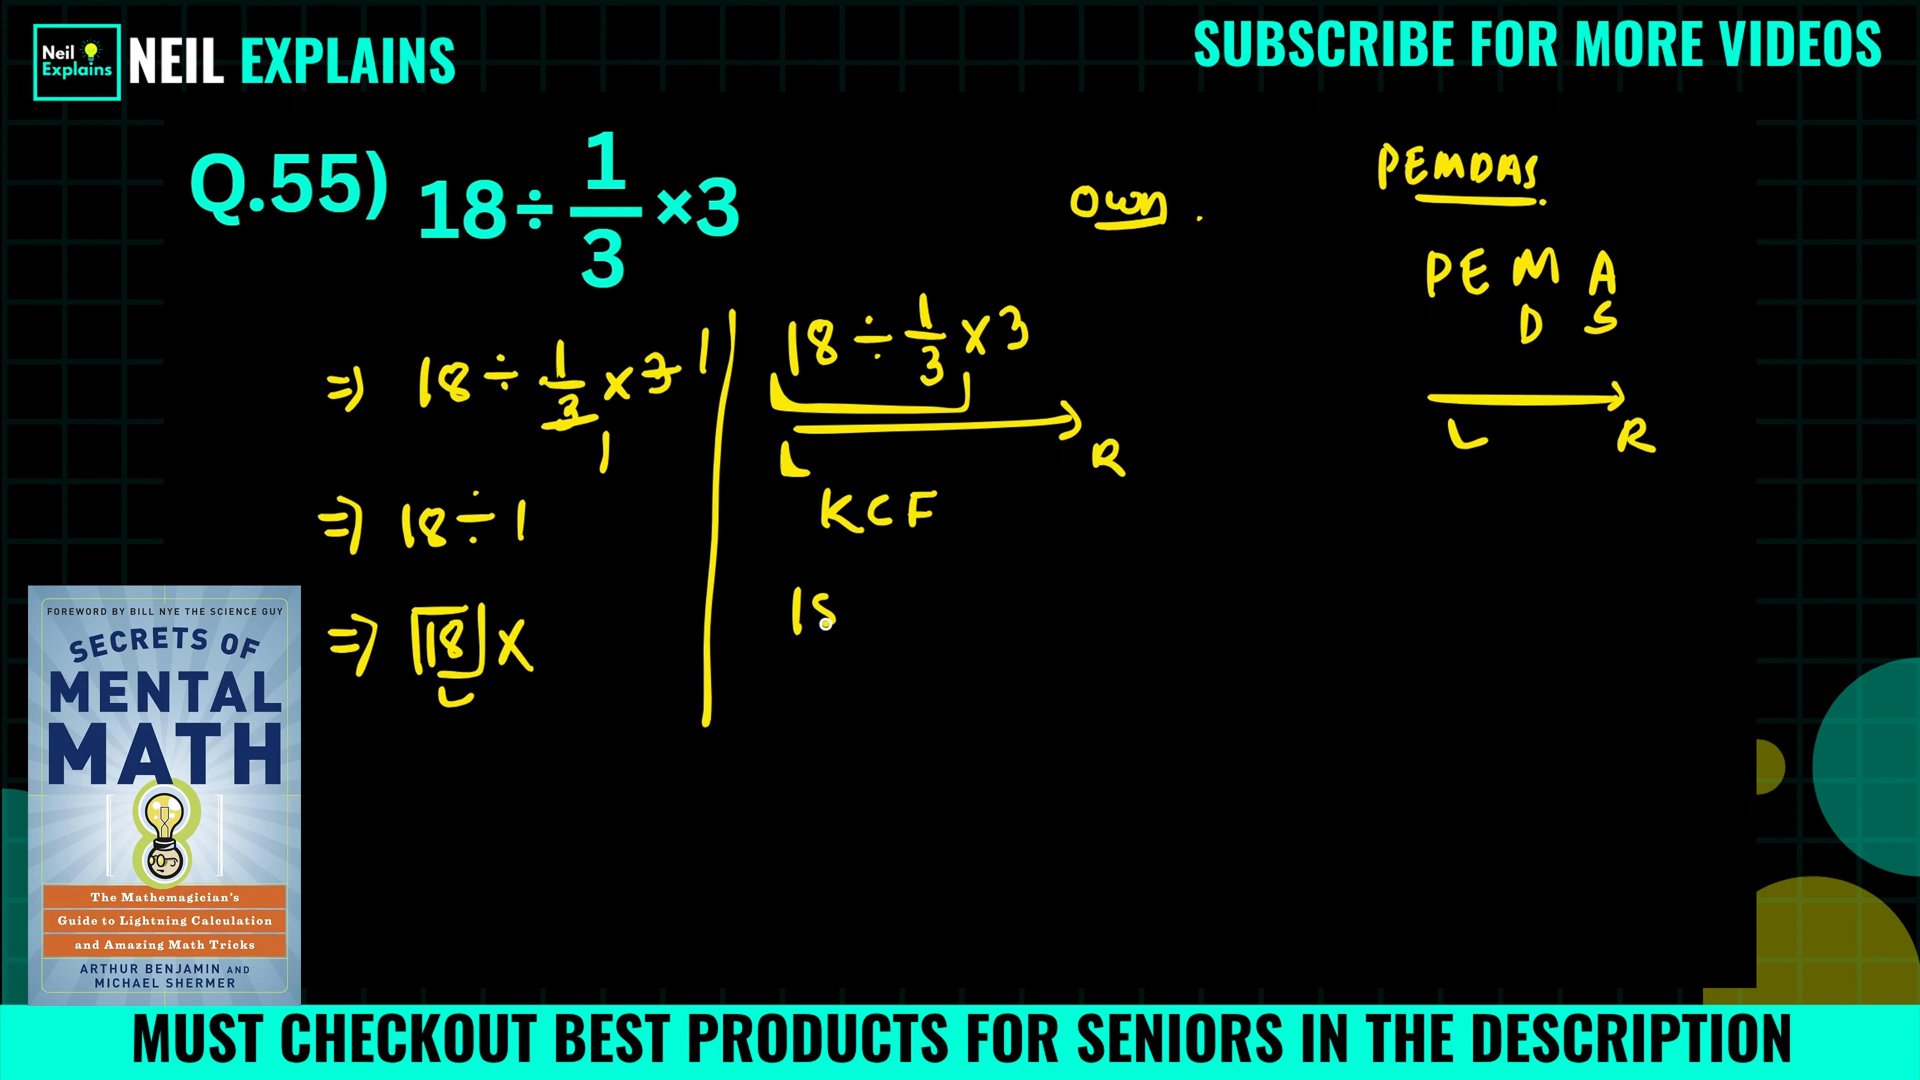 Neil Explains
NEIL EXPLAINS
SUBSCRIBE FOR MORE VIDEOS
Q.55) 18÷1/3×3
Own.
PEMDAS.
PE M A
D S
L R
⇒ 18 ÷ 1/3 × 3 1
1
⇒ 18 ÷ 1
⇒ 18 X
18 ÷ 1/3 × 3
L R
KCF
FOREWORD BY BILL NYE THE SCIENCE GUY
SECRETS OF
MENTAL
MATH
The Mathemagician's
Guide to Lightning Calculation
and Amazing Math Tricks
ARTHUR BENJAMIN AND
MICHAEL SHERMER
MUST CHECKOUT BEST PRODUCTS FOR SENIORS IN THE DESCRIPTION